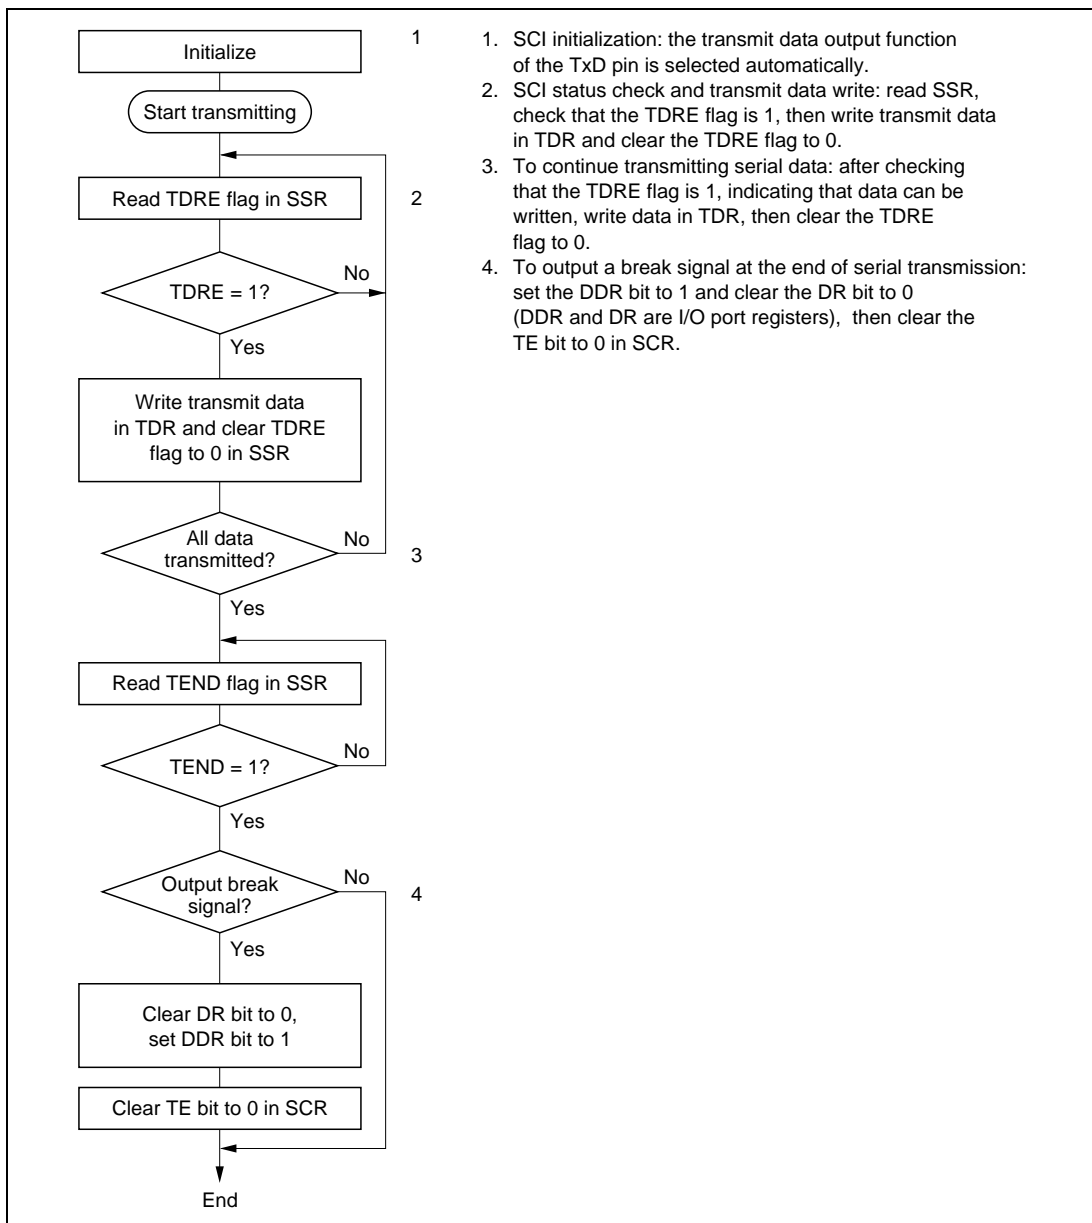 Initialize
1
Start transmitting
Read TDRE flag in SSR
2
TDRE = 1?
No
Yes
Write transmit data
in TDR and clear TDRE
flag to 0 in SSR
All data
transmitted?
No
3
Yes
Read TEND flag in SSR
TEND = 1?
No
Yes
Output break
signal?
No
4
Yes
Clear DR bit to 0,
set DDR bit to 1
Clear TE bit to 0 in SCR
End
1. SCI initialization: the transmit data output function
of the TxD pin is selected automatically.
2. SCI status check and transmit data write: read SSR,
check that the TDRE flag is 1, then write transmit data
in TDR and clear the TDRE flag to 0.
3. To continue transmitting serial data: after checking
that the TDRE flag is 1, indicating that data can be
written, write data in TDR, then clear the TDRE
flag to 0.
4. To output a break signal at the end of serial transmission:
set the DDR bit to 1 and clear the DR bit to 0
(DDR and DR are I/O port registers), then clear the
TE bit to 0 in SCR.